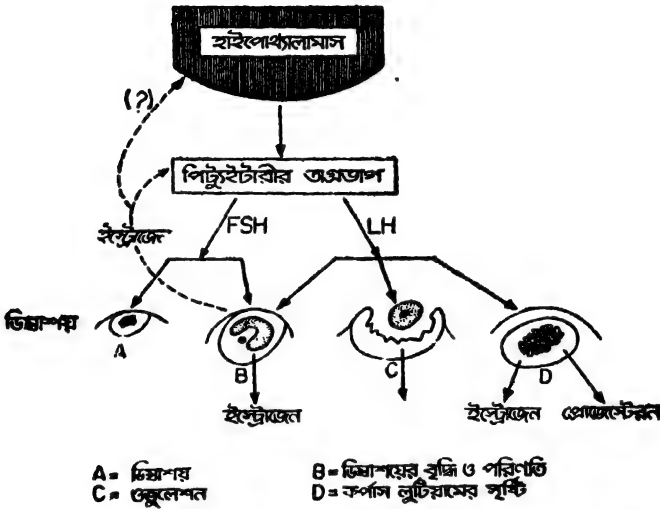 হাইপোথ্যালামাস
(?)
পিট্যুইটারীর অগ্রভাগ
ইস্ট্রোজেন
FSH
LH
ডিম্বাশয়
A
B
C
D
ইস্ট্রোজেন
ইস্ট্রোজেন প্রোজেস্টেরন
A = ডিম্বাশয় B = ডিম্বাশয়ের বৃদ্ধি ও পরিণতি
C = ওভুলেশন D = কর্পাস লুটিয়ামের সৃষ্টি